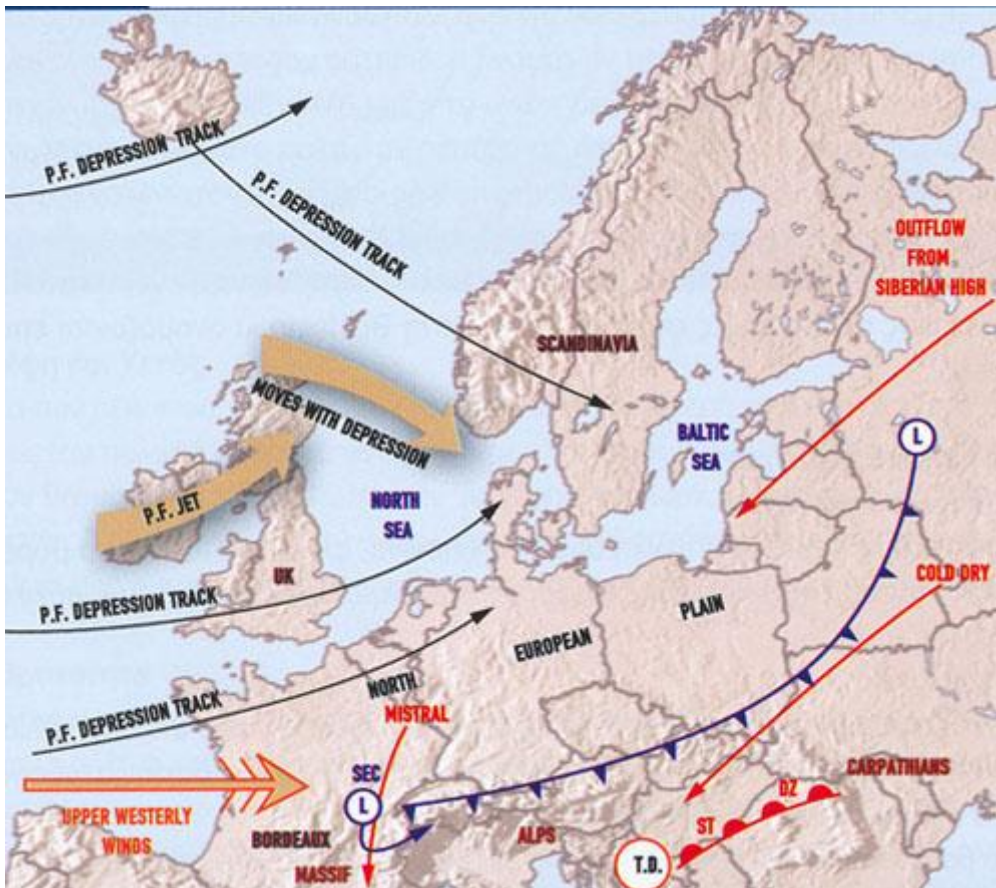 P.F. DEPRESSION TRACK
P.F. DEPRESSION TRACK
OUTFLOW
FROM
SIBERIAN HIGH
SCANDINAVIA
MOVES WITH DEPRESSION
BALTIC
SEA
L
P.F. JET
NORTH
SEA
UK
COLD DRY
P.F. DEPRESSION TRACK
PLAIN
EUROPEAN
NORTH
P.F. DEPRESSION TRACK
MISTRAL
SEC
L
CARPATHIANS
DZ
UPPER WESTERLY
WINDS
BORDEAUX
ALPS
ST
MASSIF
T.D.